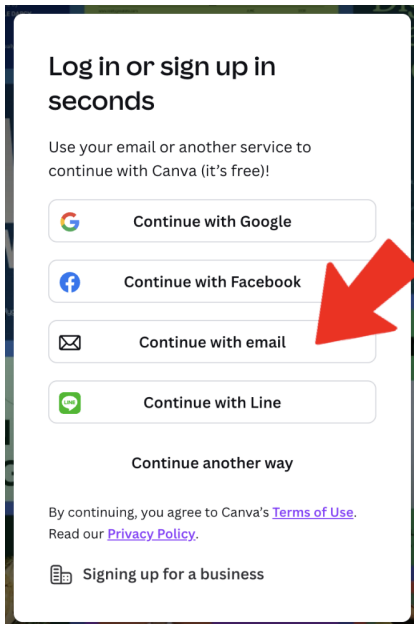 Log in or sign up in
seconds
Use your email or another service to
continue with Canva (it's free)!
Continue with Google
Continue with Facebook
Continue with email
LINE
Continue with Line
Continue another way
By continuing, you agree to Canva's Terms of Use.
Read our Privacy Policy.
Signing up for a business